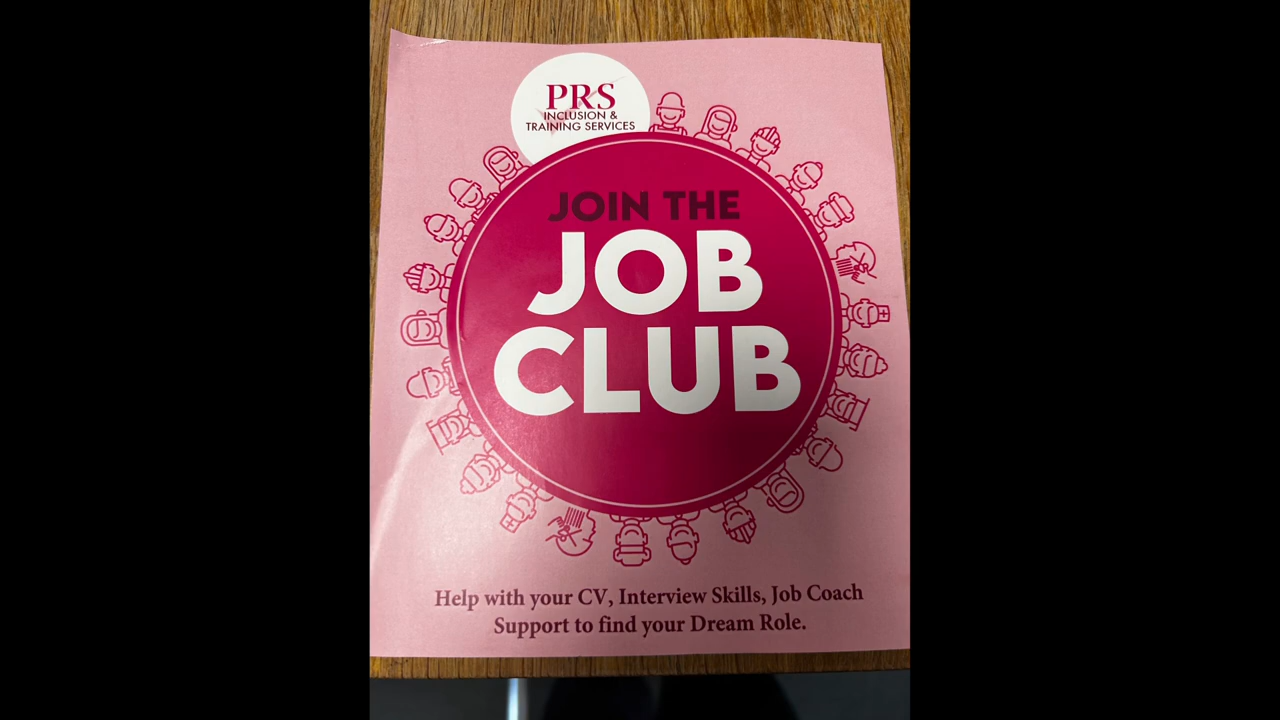 PRS
INCLUSION &
TRAINING SERVICES
JOIN THE
JOB
CLUB
Help with your CV, Interview Skills, Job Coach
Support to find your Dream Role.